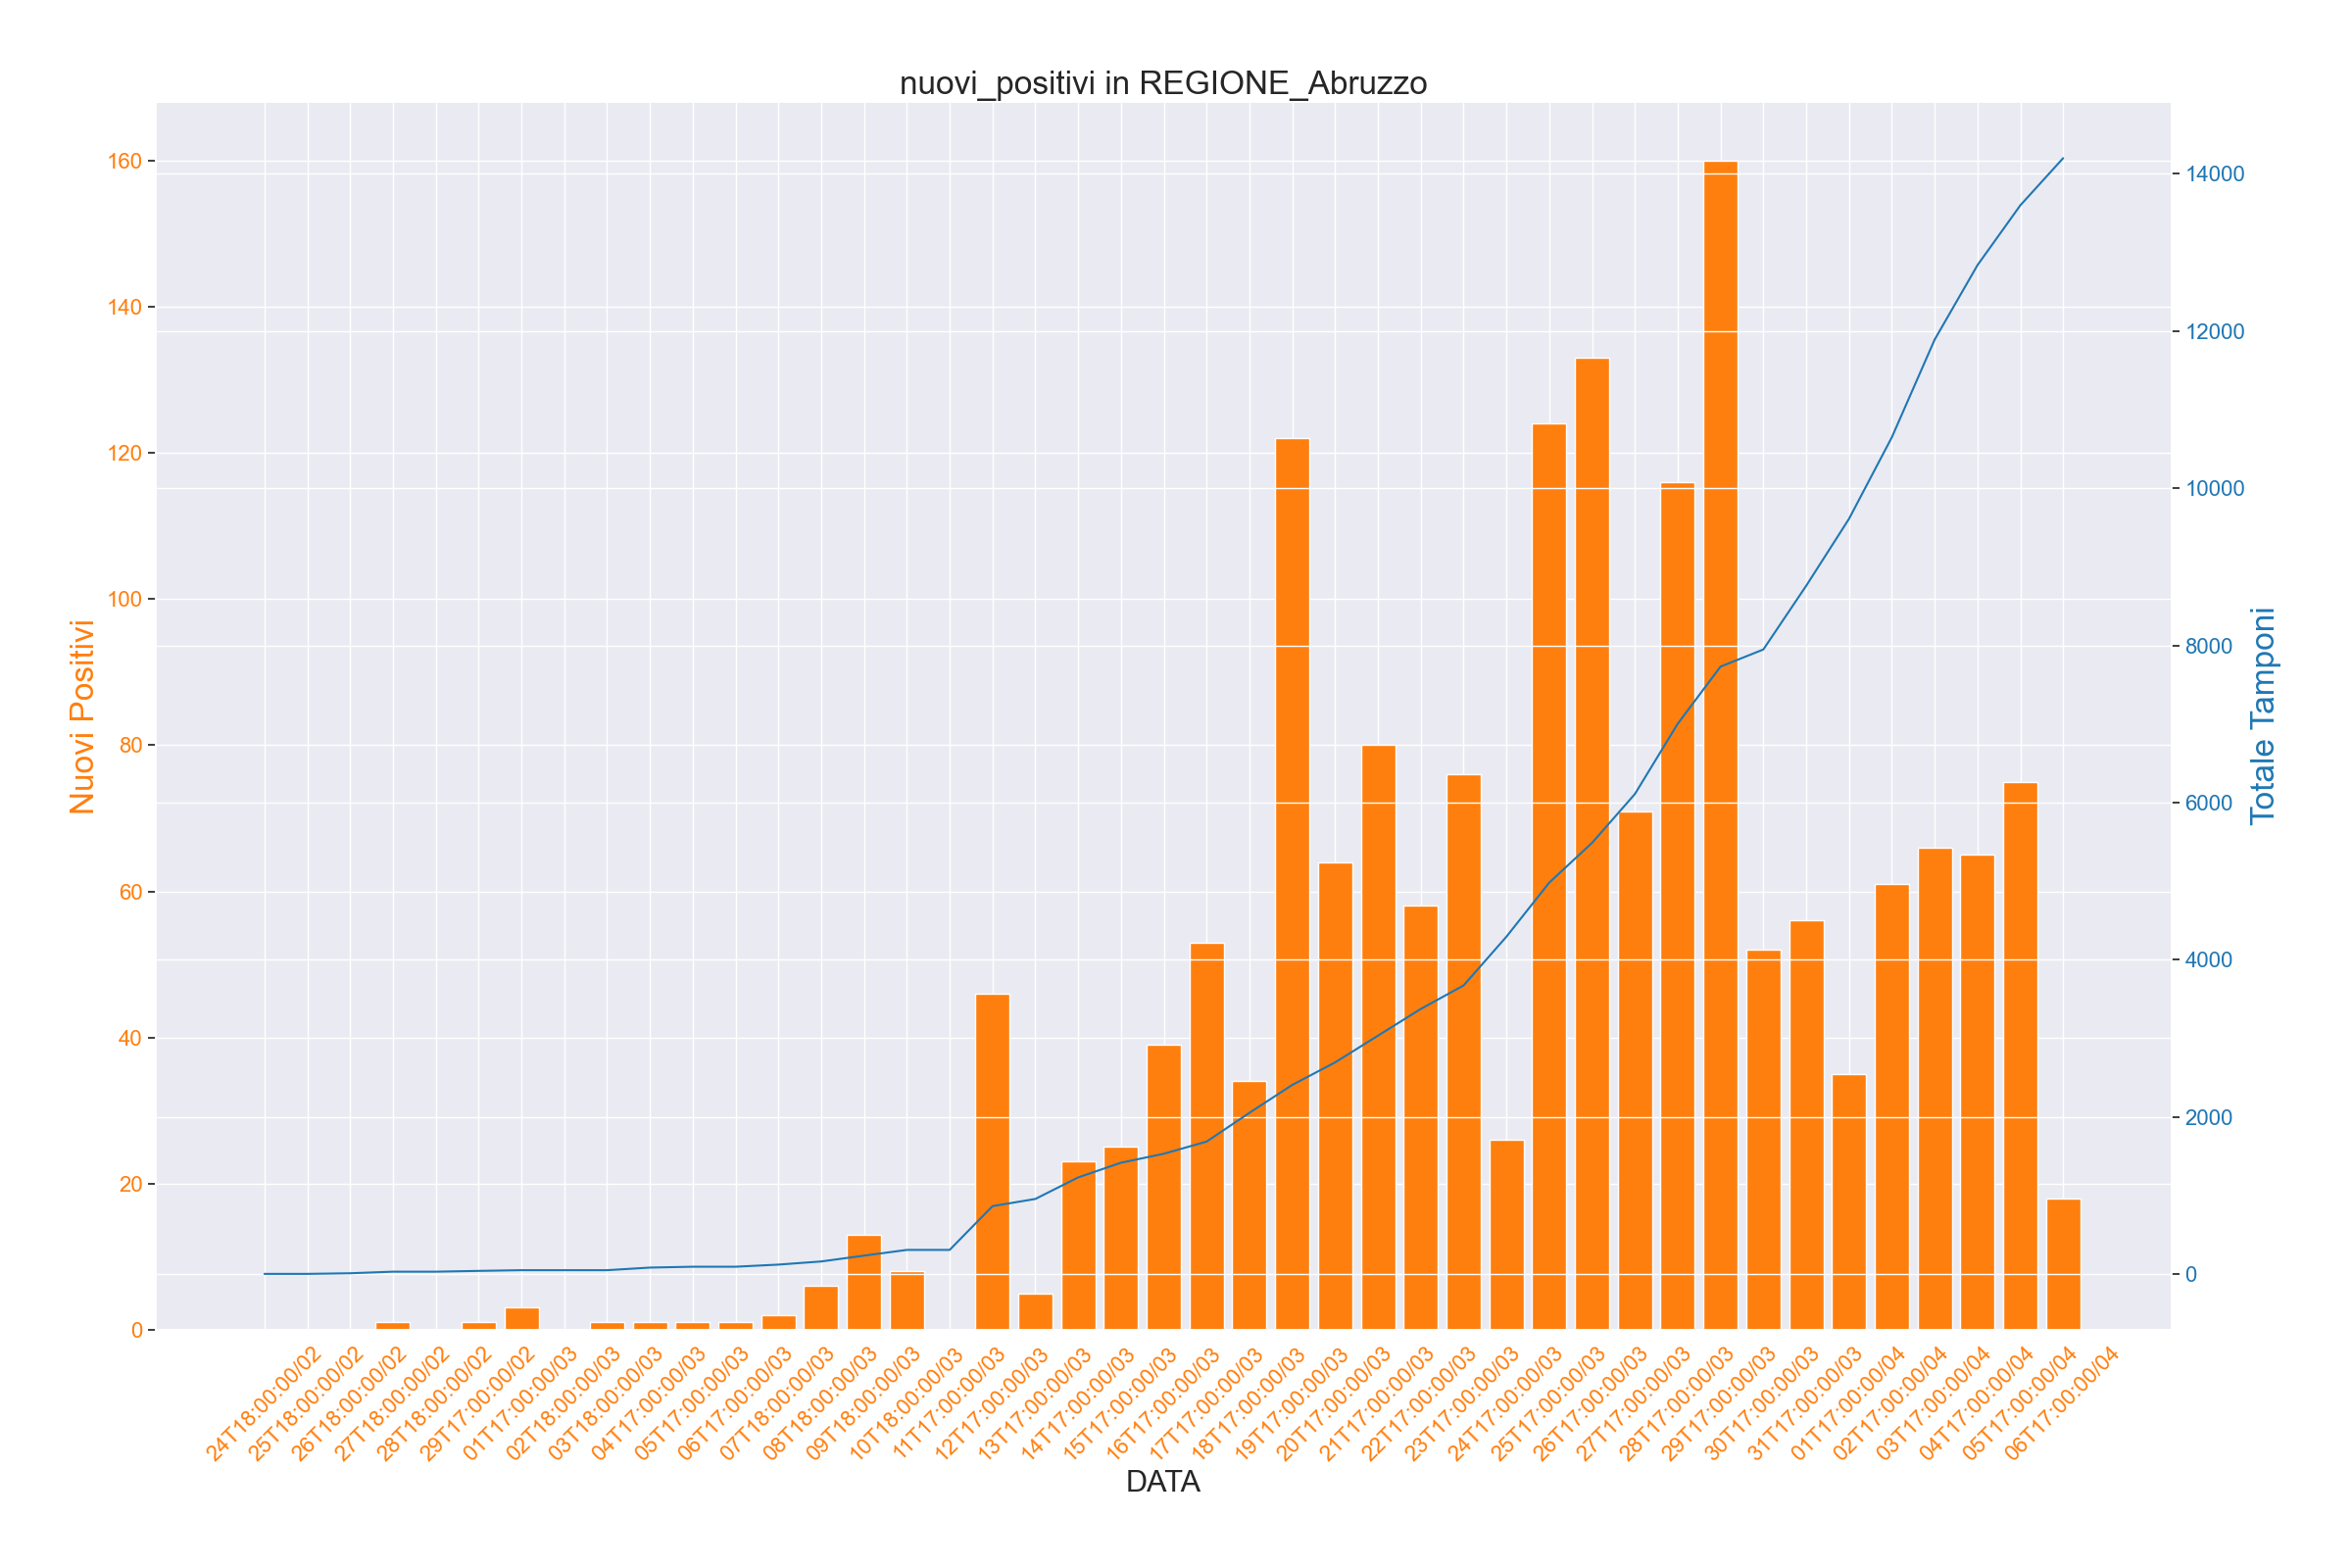 nuovi_positivi in REGIONE_Abruzzo
160
140
120
100
80
60
40
20
0
Nuovi Positivi
14000
12000
10000
8000
6000
4000
2000
0
Totale Tamponi
24T18:00:00/02
25T18:00:00/02
26T18:00:00/02
27T18:00:00/02
28T18:00:00/02
29T17:00:00/02
01T17:00:00/03
02T18:00:00/03
03T18:00:00/03
04T17:00:00/03
05T17:00:00/03
06T17:00:00/03
07T18:00:00/03
08T18:00:00/03
09T18:00:00/03
10T18:00:00/03
11T17:00:00/03
12T17:00:00/03
13T17:00:00/03
14T17:00:00/03
15T17:00:00/03
16T17:00:00/03
17T17:00:00/03
18T17:00:00/03
19T17:00:00/03
20T17:00:00/03
21T17:00:00/03
22T17:00:00/03
23T17:00:00/03
24T17:00:00/03
25T17:00:00/03
26T17:00:00/03
27T17:00:00/03
28T17:00:00/03
29T17:00:00/03
30T17:00:00/03
31T17:00:00/03
01T17:00:00/04
02T17:00:00/04
03T17:00:00/04
04T17:00:00/04
05T17:00:00/04
06T17:00:00/04
DATA